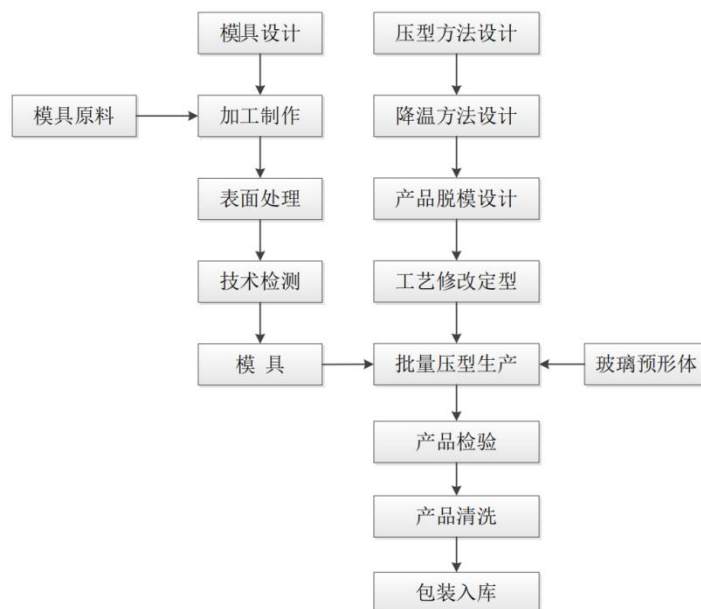 模具设计
压型方法设计
模具原料
加工制作
降温方法设计
表面处理
产品脱模设计
技术检测
工艺修改定型
模 具
批量压型生产
玻璃预形体
产品检验
产品清洗
包装入库